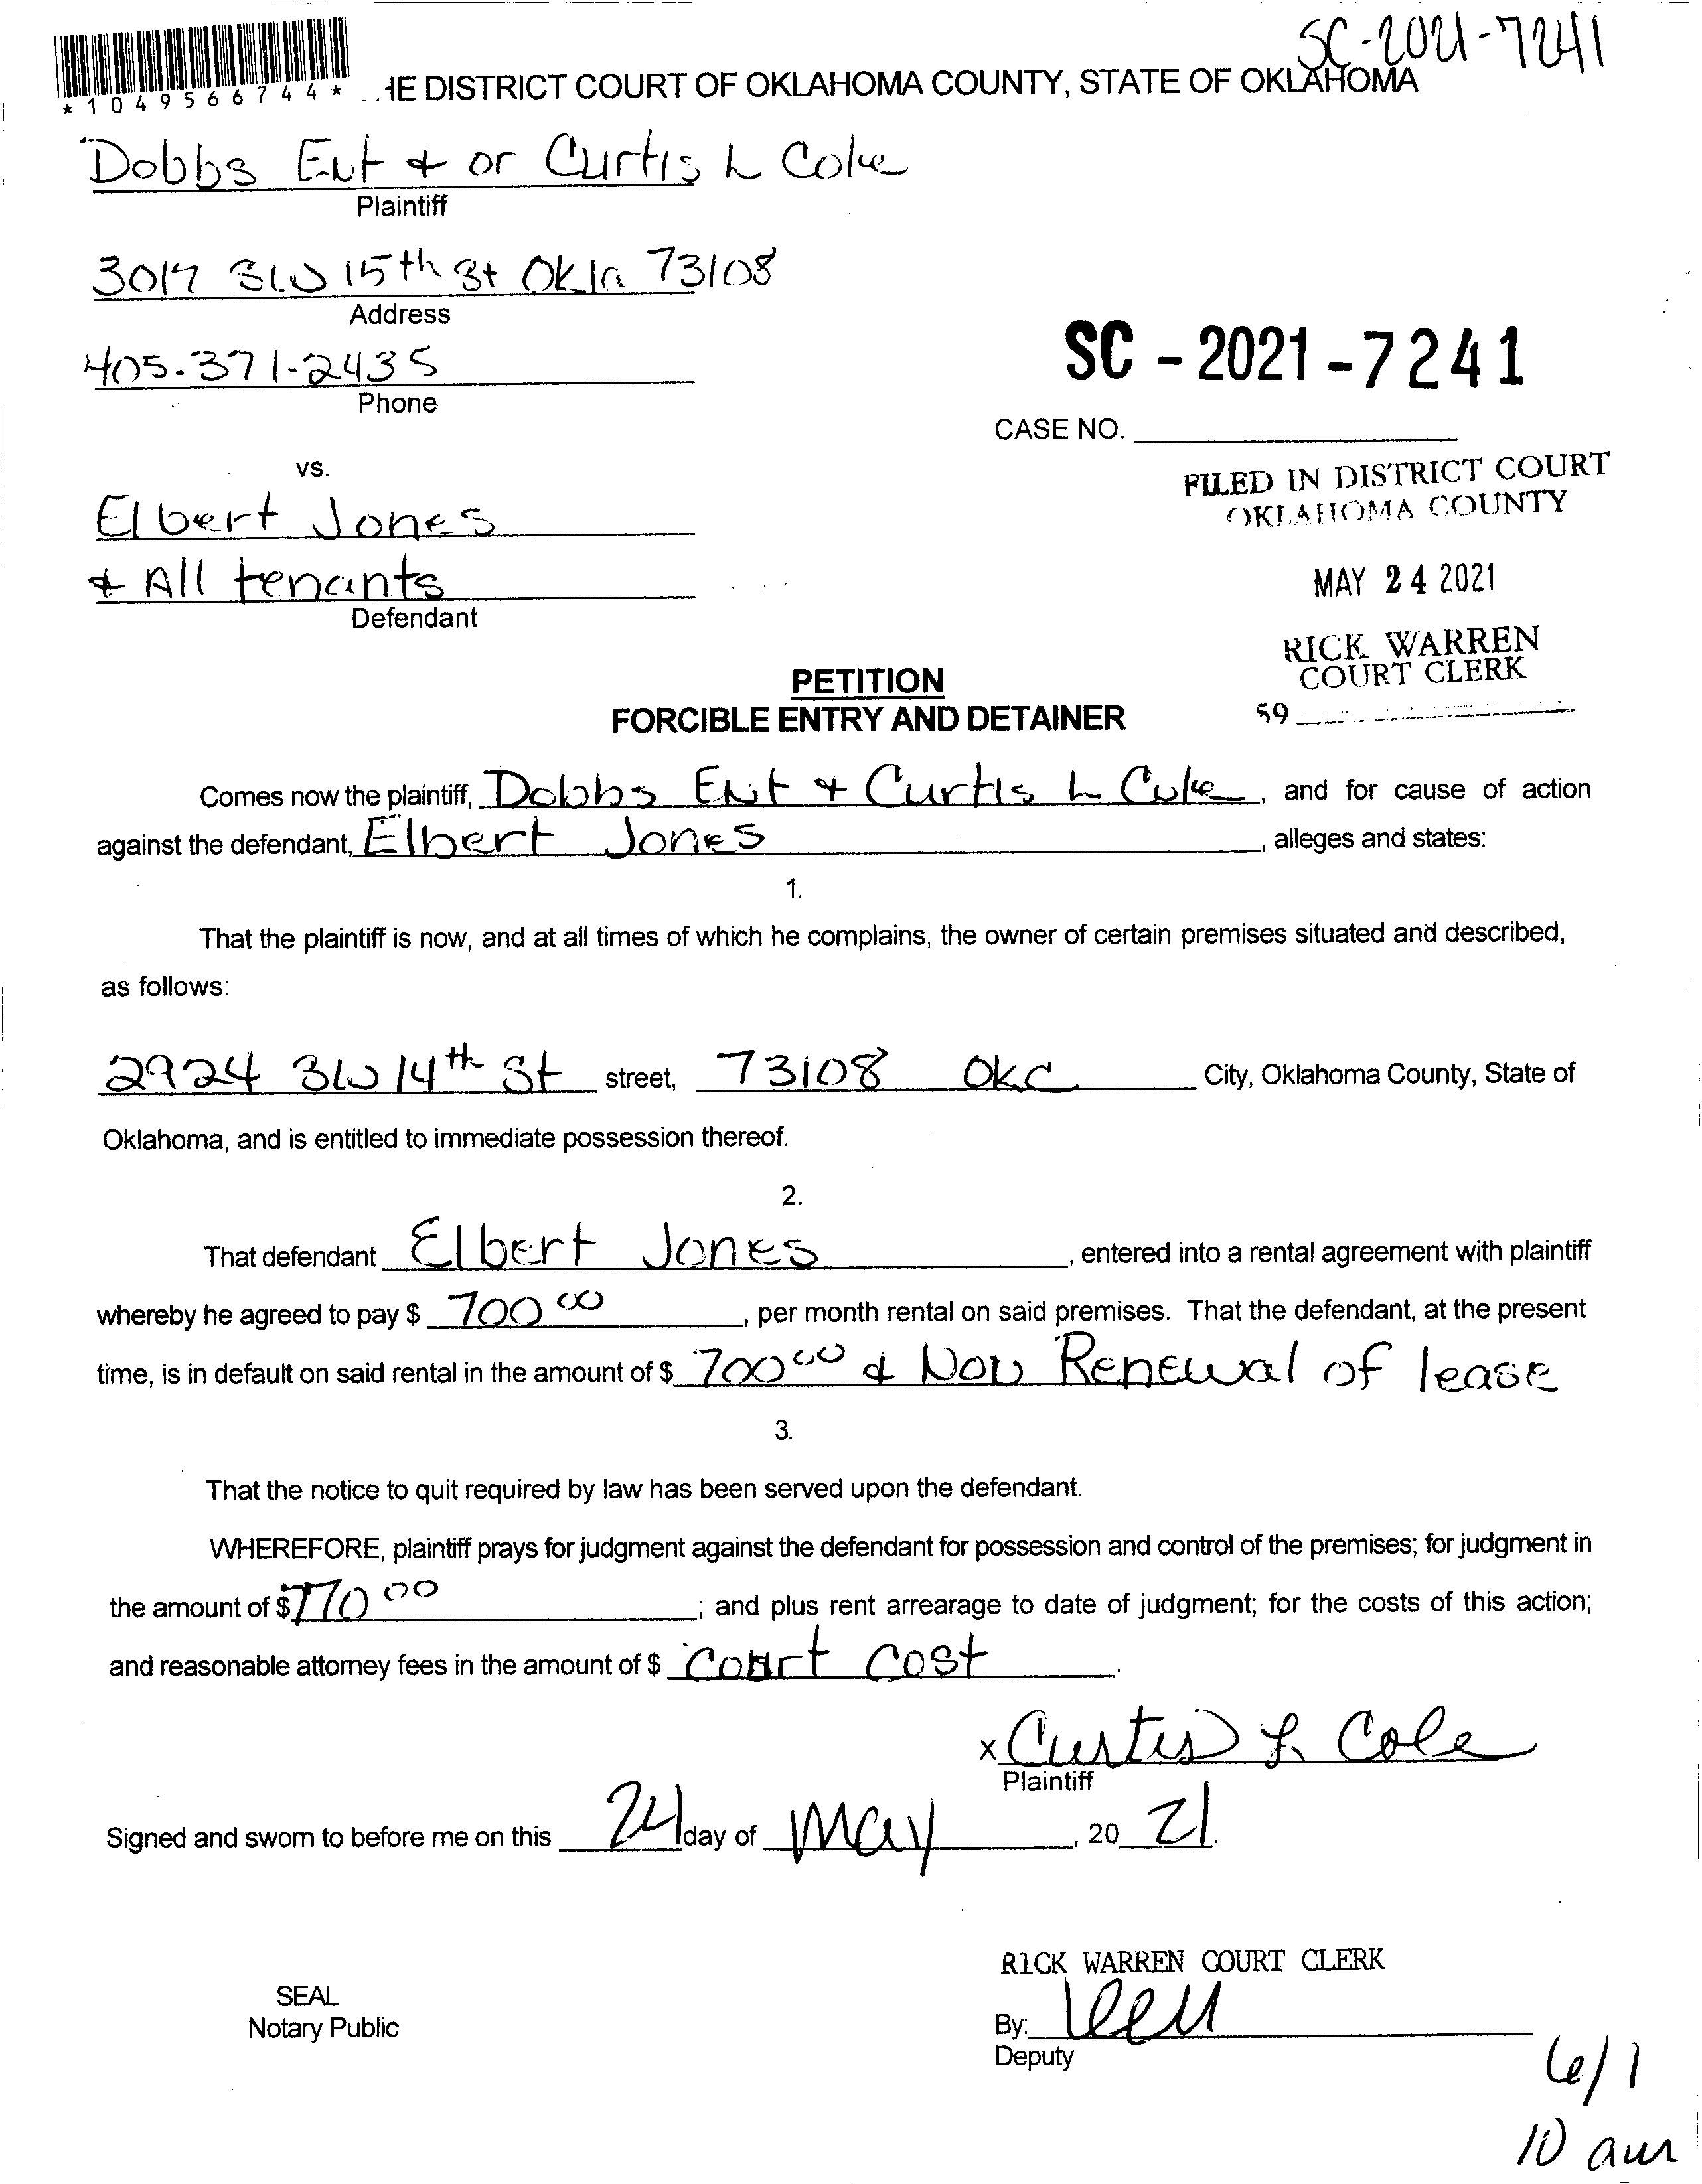 SC-2021-7241
*1049566744* HE DISTRICT COURT OF OKLAHOMA COUNTY, STATE OF OKLAHOMA
Dobbs Ent & or Curtis L Cole
Plaintiff
3017 SW 15th St Okla 73108
Address
405-371-2435
Phone
SC - 2021 - 7241
CASE NO.
vs.
FILED IN DISTRICT COURT
OKLAHOMA COUNTY
Elbert Jones
& All tenants
Defendant
MAY 24 2021
RICK WARREN
COURT CLERK
59
PETITION
FORCIBLE ENTRY AND DETAINER
Comes now the plaintiff, Dobbs Ent & Curtis L Cole, and for cause of action
against the defendant, Elbert Jones, alleges and states:
1.
That the plaintiff is now, and at all times of which he complains, the owner of certain premises situated and described,
as follows:
2924 SW 14th St street, 73108 OKC City, Oklahoma County, State of
Oklahoma, and is entitled to immediate possession thereof.
2.
That defendant Elbert Jones, entered into a rental agreement with plaintiff
whereby he agreed to pay $ 700 00, per month rental on said premises. That the defendant, at the present
time, is in default on said rental in the amount of $ 700 00 & Non Renewal of lease
3.
That the notice to quit required by law has been served upon the defendant.
WHEREFORE, plaintiff prays for judgment against the defendant for possession and control of the premises; for judgment in
the amount of $ 770 00; and plus rent arrearage to date of judgment; for the costs of this action;
and reasonable attorney fees in the amount of $ Court Cost.
x Curtis L Cole
Plaintiff
Signed and sworn to before me on this 24 day of May, 20 21.
RICK WARREN COURT CLERK
SEAL
Notary Public
By:
Deputy
6/1
10 am